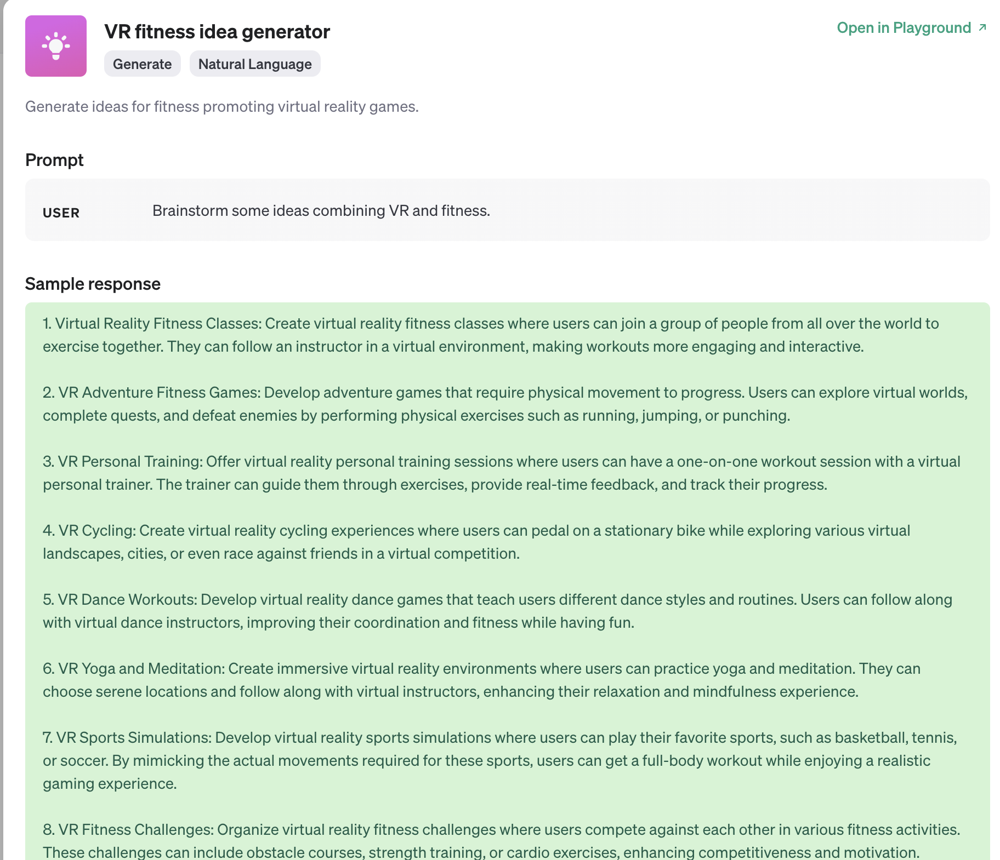 VR fitness idea generator
Open in Playground ↗
Generate Natural Language
Generate ideas for fitness promoting virtual reality games.
Prompt
USER Brainstorm some ideas combining VR and fitness.
Sample response
1. Virtual Reality Fitness Classes: Create virtual reality fitness classes where users can join a group of people from all over the world to
exercise together. They can follow an instructor in a virtual environment, making workouts more engaging and interactive.
2. VR Adventure Fitness Games: Develop adventure games that require physical movement to progress. Users can explore virtual worlds,
complete quests, and defeat enemies by performing physical exercises such as running, jumping, or punching.
3. VR Personal Training: Offer virtual reality personal training sessions where users can have a one-on-one workout session with a virtual
personal trainer. The trainer can guide them through exercises, provide real-time feedback, and track their progress.
4. VR Cycling: Create virtual reality cycling experiences where users can pedal on a stationary bike while exploring various virtual
landscapes, cities, or even race against friends in a virtual competition.
5. VR Dance Workouts: Develop virtual reality dance games that teach users different dance styles and routines. Users can follow along
with virtual dance instructors, improving their coordination and fitness while having fun.
6. VR Yoga and Meditation: Create immersive virtual reality environments where users can practice yoga and meditation. They can
choose serene locations and follow along with virtual instructors, enhancing their relaxation and mindfulness experience.
7. VR Sports Simulations: Develop virtual reality sports simulations where users can play their favorite sports, such as basketball, tennis,
or soccer. By mimicking the actual movements required for these sports, users can get a full-body workout while enjoying a realistic
gaming experience.
8. VR Fitness Challenges: Organize virtual reality fitness challenges where users compete against each other in various fitness activities.
These challenges can include obstacle courses, strength training, or cardio exercises, enhancing competitiveness and motivation.